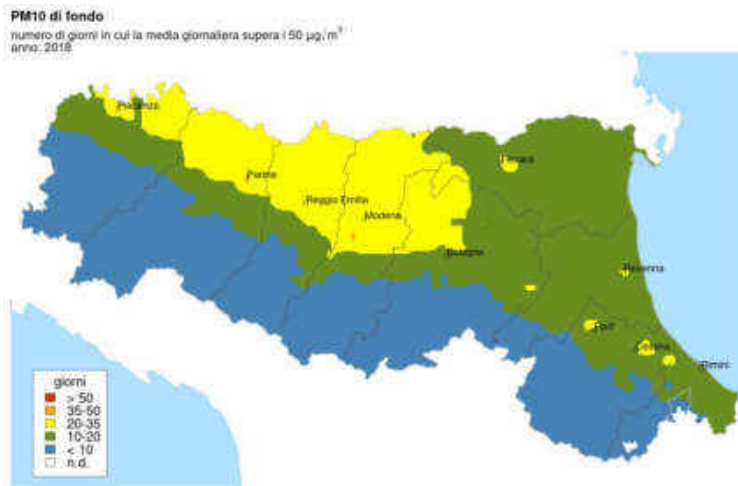 PM10 di fondo
numero di giorni in cui la media giornaliera supera i 50 µg/m³
anno: 2018
Piacenza
Parma
Reggio Emilia
Modena
Ferrara
Bologna
Ravenna
Forlì
Cesena
Rimini
giorni
> 50
35-50
20-35
10-20
< 10
n.d.